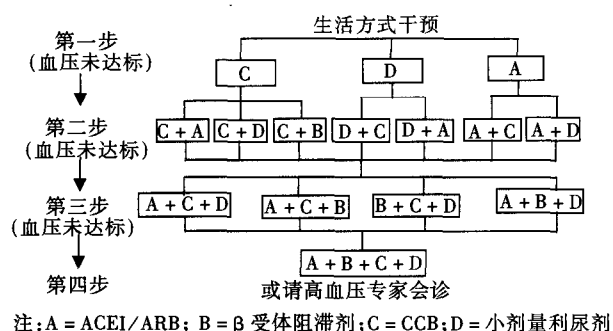 生活方式干预
第一步
(血压未达标)
C
D
A
第二步
(血压未达标)
C+A
C+D
C+B
D+C
D+A
A+C
A+D
第三步
(血压未达标)
A+C+D
A+C+B
B+C+D
A+B+D
第四步
A+B+C+D
或请高血压专家会诊
注:A=ACEI/ARB; B=β受体阻滞剂;C=CCB;D=小剂量利尿剂